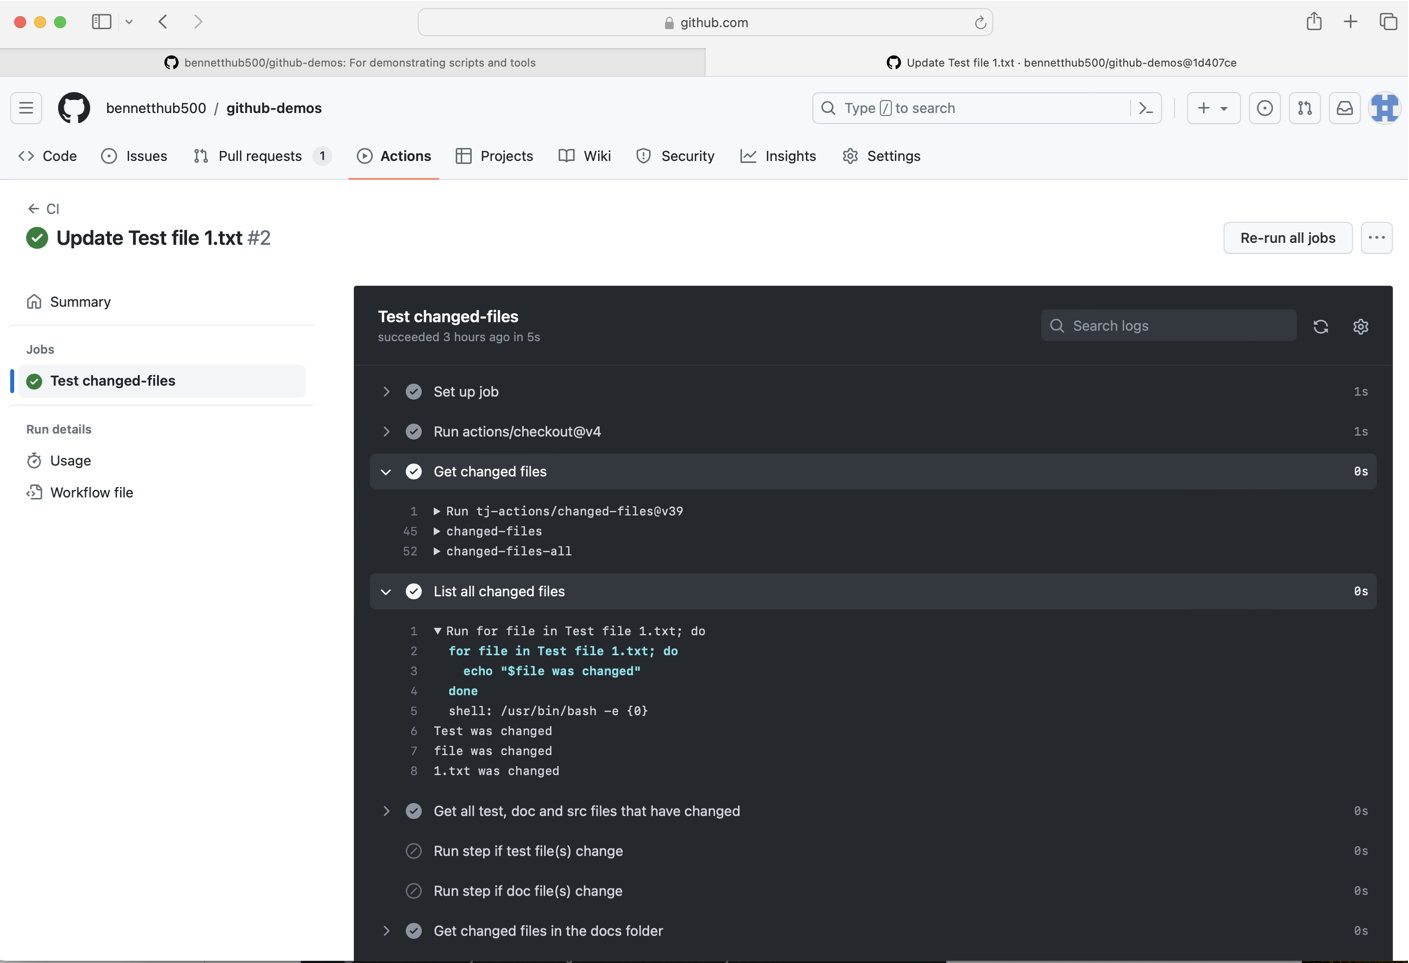 github.com
bennetthub500/github-demos: For demonstrating scripts and tools
Update Test file 1.txt · bennetthub500/github-demos@1d407ce
bennetthub500 / github-demos
Type / to search
Code
Issues
Pull requests 1
Actions
Projects
Wiki
Security
Insights
Settings
CI
Update Test file 1.txt #2
Re-run all jobs
Summary
Jobs
Test changed-files
Run details
Usage
Workflow file
Test changed-files
succeeded 3 hours ago in 5s
Search logs
Set up job 1s
Run actions/checkout@v4 1s
Get changed files 0s
1 Run tj-actions/changed-files@v39
45 changed-files
52 changed-files-all
List all changed files 0s
1 Run for file in Test file 1.txt; do
2 for file in Test file 1.txt; do
3 echo "$file was changed"
4 done
5 shell: /usr/bin/bash -e {0}
6 Test was changed
7 file was changed
8 1.txt was changed
Get all test, doc and src files that have changed 0s
Run step if test file(s) change 0s
Run step if doc file(s) change 0s
Get changed files in the docs folder 0s